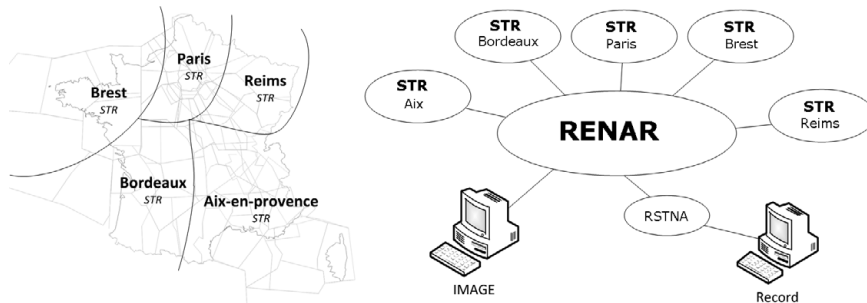 Paris
STR
Reims
STR
Brest
STR
Bordeaux
STR
Aix-en-provence
STR
STR
Bordeaux
STR
Paris
STR
Brest
STR
Aix
STR
Reims
RENAR
RSTNA
IMAGE
Record